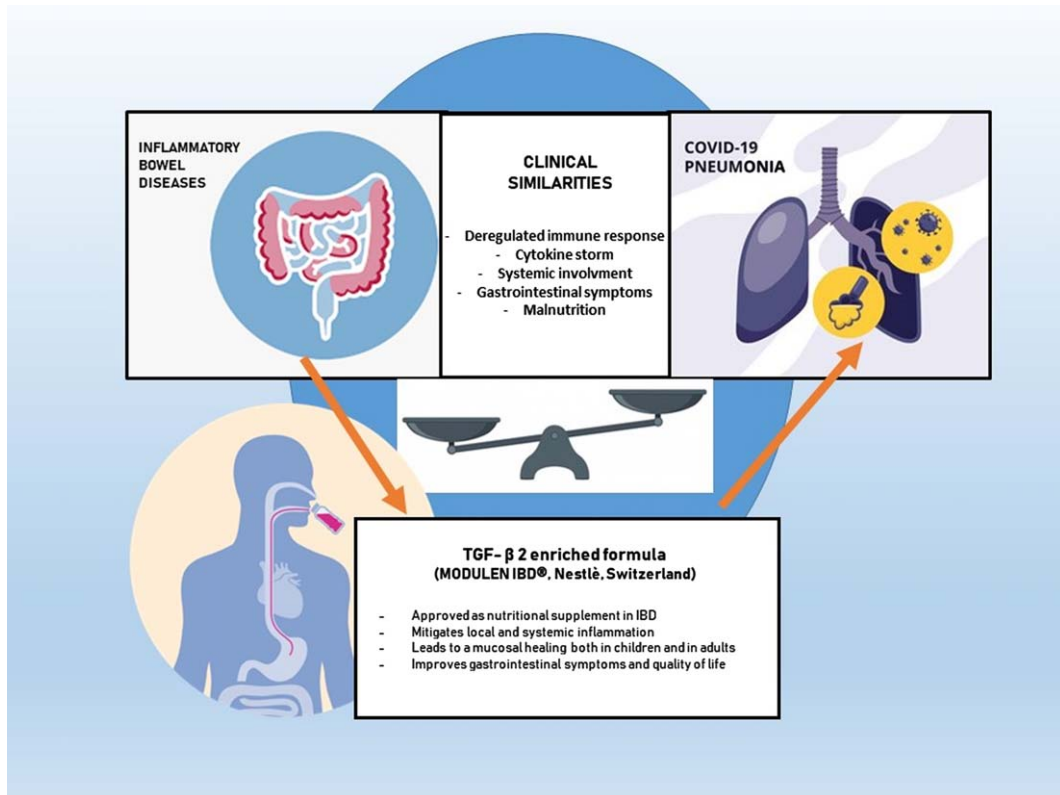 INFLAMMATORY
BOWEL
DISEASES
CLINICAL
SIMILARITIES
- Deregulated immune response
- Cytokine storm
- Systemic involvment
- Gastrointestinal symptoms
- Malnutrition
COVID-19
PNEUMONIA
TGF- β 2 enriched formula
(MODULEN IBD®, Nestlè, Switzerland)
- Approved as nutritional supplement in IBD
- Mitigates local and systemic inflammation
- Leads to a mucosal healing both in children and in adults
- Improves gastrointestinal symptoms and quality of life